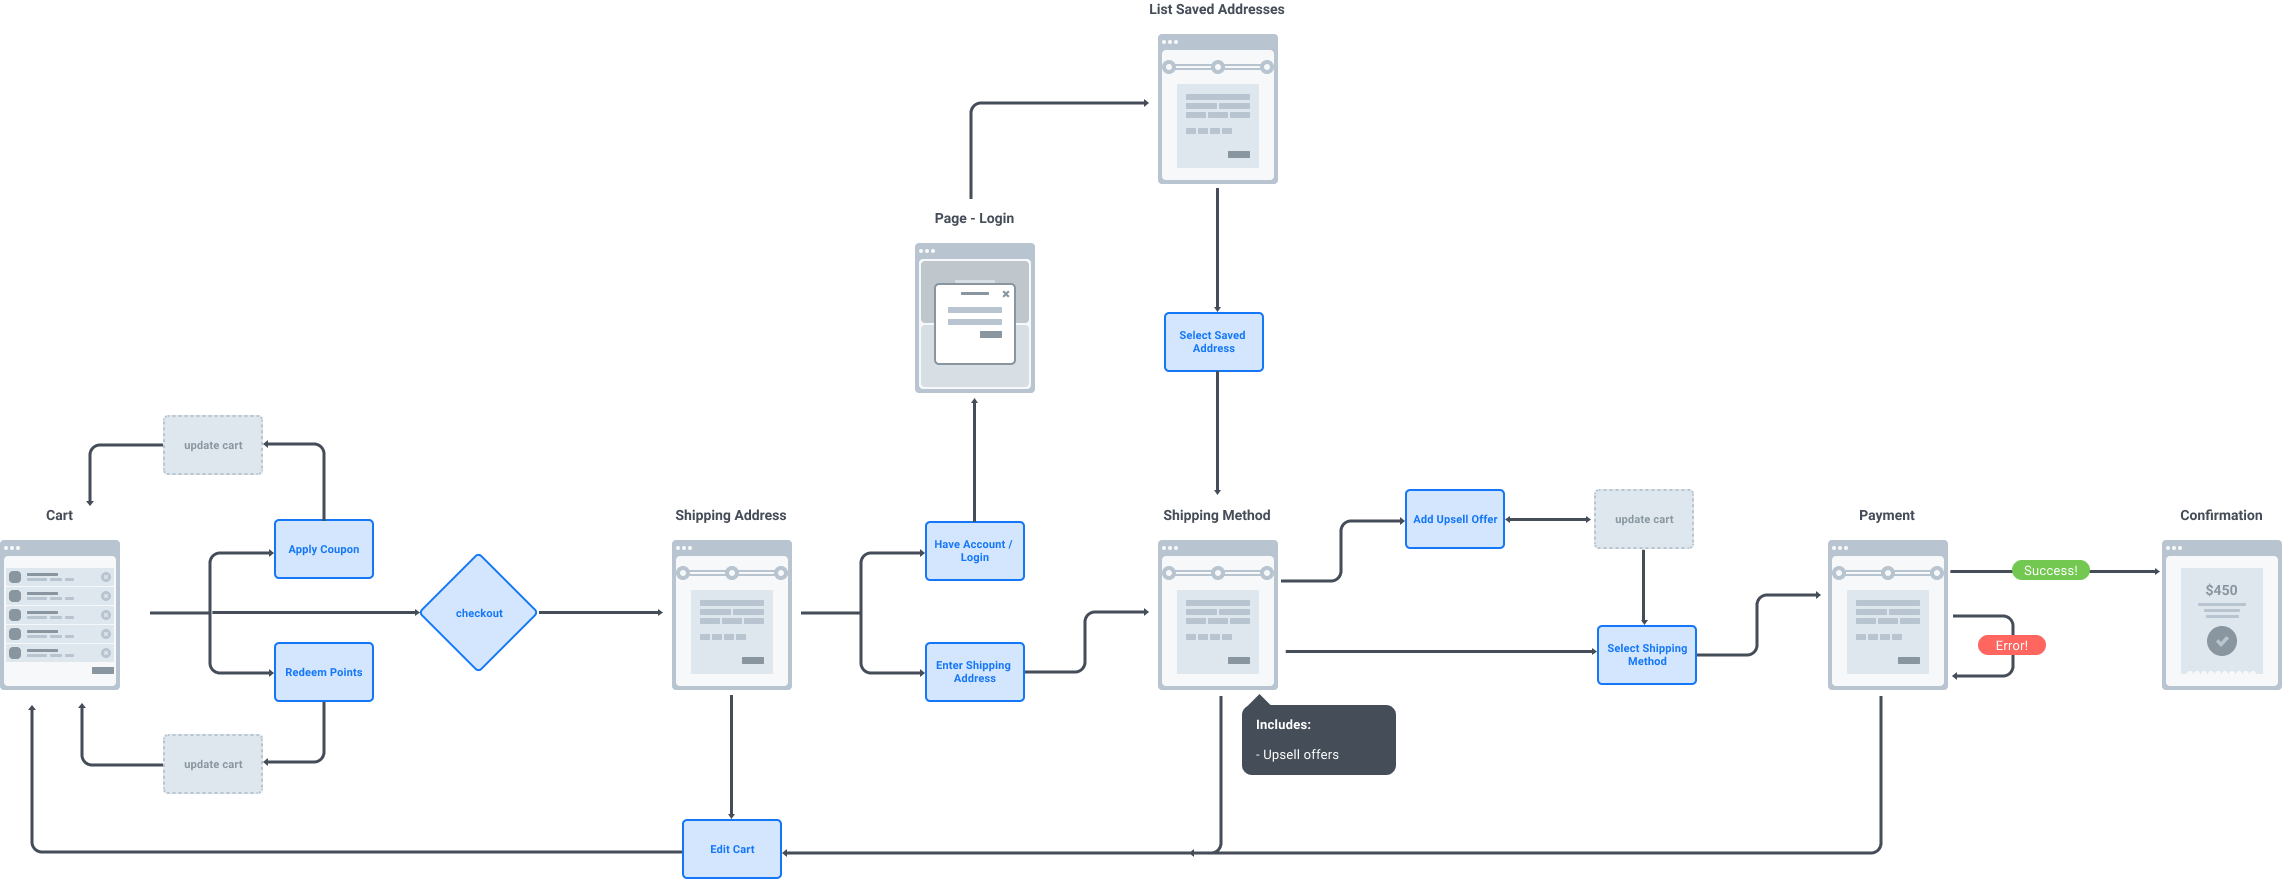 List Saved Addresses
Page - Login
Select Saved
Address
update cart
Cart
Apply Coupon
checkout
Redeem Points
update cart
Shipping Address
Have Account /
Login
Enter Shipping
Address
Edit Cart
Shipping Method
Includes:
- Upsell offers
Add Upsell Offer
update cart
Select Shipping
Method
Payment
Success!
Error!
Confirmation
$450